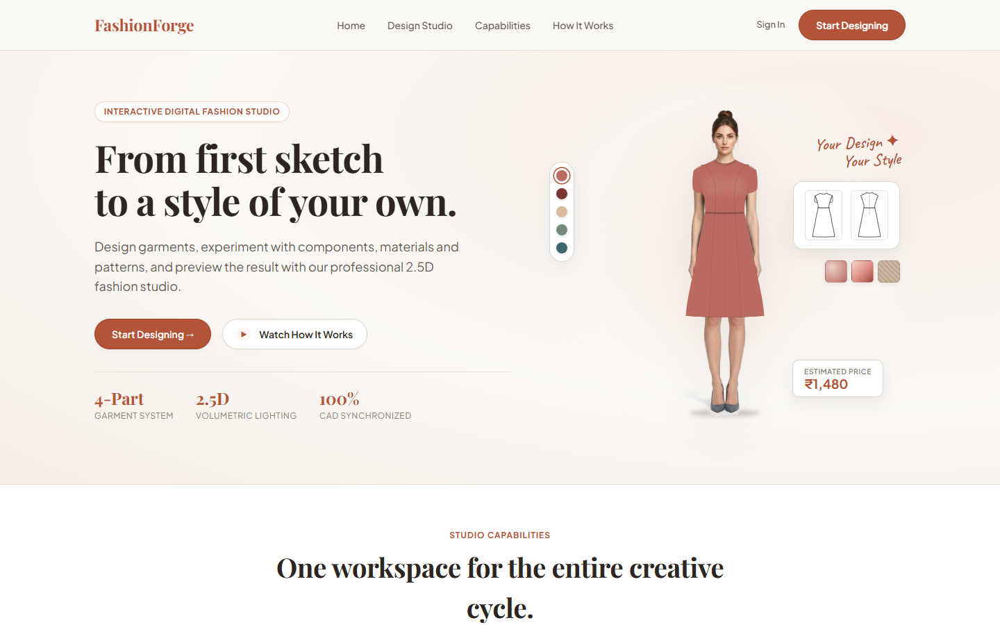 FashionForge
Home
Design Studio
Capabilities
How It Works
Sign In
Start Designing
INTERACTIVE DIGITAL FASHION STUDIO
From first sketch
to a style of your own.
Design garments, experiment with components, materials and
patterns, and preview the result with our professional 2.5D
fashion studio.
Start Designing →
Watch How It Works
4-Part
GARMENT SYSTEM
2.5D
VOLUMETRIC LIGHTING
100%
CAD SYNCHRONIZED
Your Design ✦
Your Style
ESTIMATED PRICE
₹1,480
STUDIO CAPABILITIES
One workspace for the entire creative
cycle.